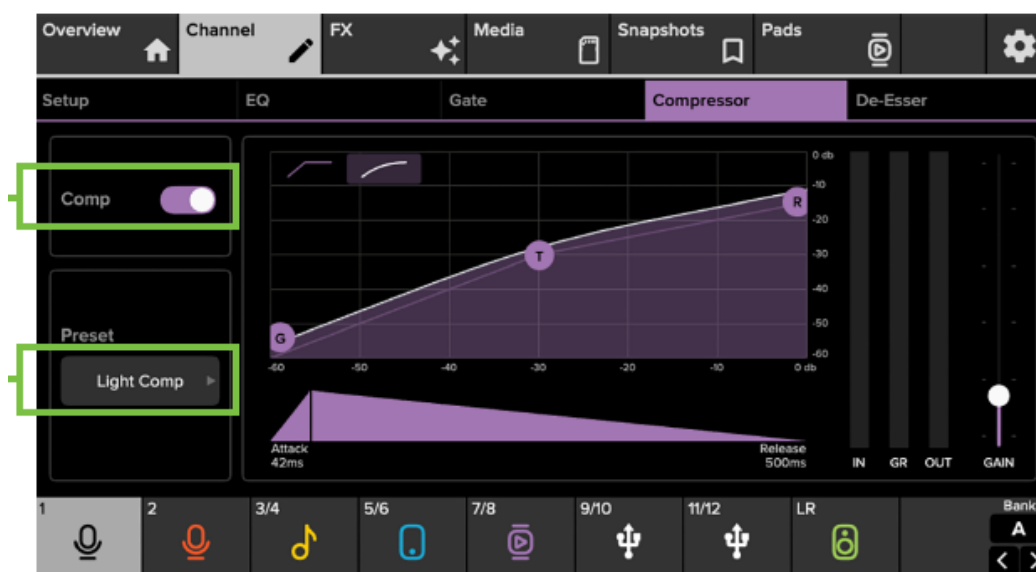 Overview
Channel
FX
Media
Snapshots
Pads
Setup
EQ
Gate
Compressor
De-Esser
Comp
0 db
-10
-20
-30
-40
-50
-60
R
T
G
-60
-50
-40
-30
-20
-10
0 db
Preset
Light Comp
Attack
42ms
Release
500ms
IN
GR
OUT
GAIN
1
2
3/4
5/6
7/8
9/10
11/12
LR
Bank
A